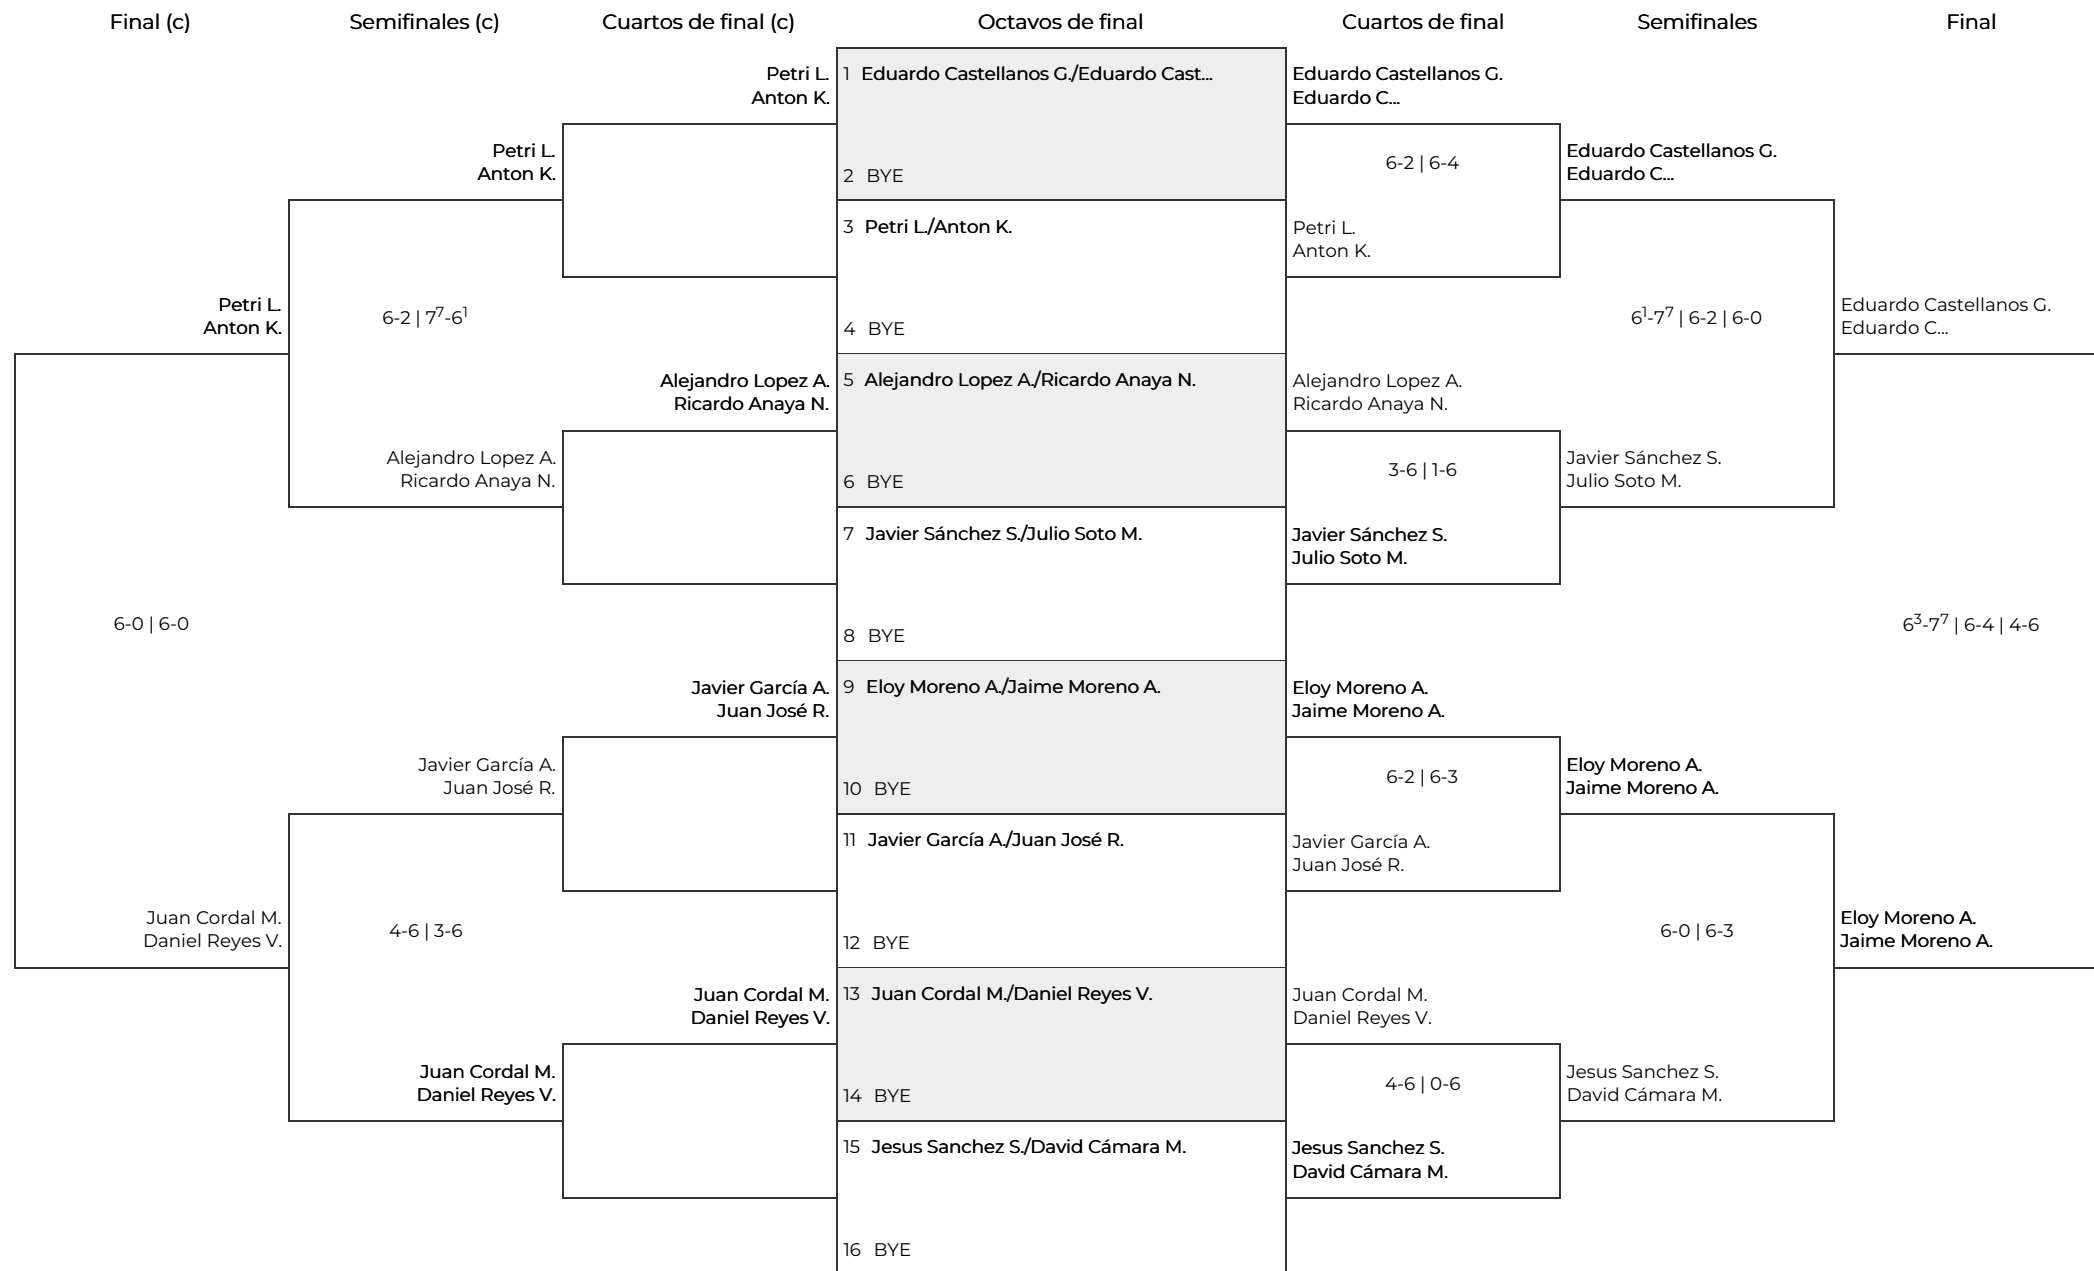 Final (c)
Semifinales (c)
Cuartos de final (c)
Octavos de final
Cuartos de final
Semifinales
Final
Petri L.
Anton K.
Petri L.
Anton K.
Petri L.
Anton K.
6-2 | 7⁷-6¹
Alejandro Lopez A.
Ricardo Anaya N.
Alejandro Lopez A.
Ricardo Anaya N.
6-0 | 6-0
Javier García A.
Juan José R.
Javier García A.
Juan José R.
Juan Cordal M.
Daniel Reyes V.
4-6 | 3-6
Juan Cordal M.
Daniel Reyes V.
Juan Cordal M.
Daniel Reyes V.
1 Eduardo Castellanos G./Eduardo Cast...
2 BYE
3 Petri L./Anton K.
4 BYE
5 Alejandro Lopez A./Ricardo Anaya N.
6 BYE
7 Javier Sánchez S./Julio Soto M.
8 BYE
9 Eloy Moreno A./Jaime Moreno A.
10 BYE
11 Javier García A./Juan José R.
12 BYE
13 Juan Cordal M./Daniel Reyes V.
14 BYE
15 Jesus Sanchez S./David Cámara M.
16 BYE
Eduardo Castellanos G.
Eduardo C...
6-2 | 6-4
Petri L.
Anton K.
Alejandro Lopez A.
Ricardo Anaya N.
3-6 | 1-6
Javier Sánchez S.
Julio Soto M.
Eloy Moreno A.
Jaime Moreno A.
6-2 | 6-3
Javier García A.
Juan José R.
Juan Cordal M.
Daniel Reyes V.
4-6 | 0-6
Jesus Sanchez S.
David Cámara M.
Eduardo Castellanos G.
Eduardo C...
6¹-7⁷ | 6-2 | 6-0
Javier Sánchez S.
Julio Soto M.
Eloy Moreno A.
Jaime Moreno A.
6-0 | 6-3
Jesus Sanchez S.
David Cámara M.
Eduardo Castellanos G.
Eduardo C...
6³-7⁷ | 6-4 | 4-6
Eloy Moreno A.
Jaime Moreno A.